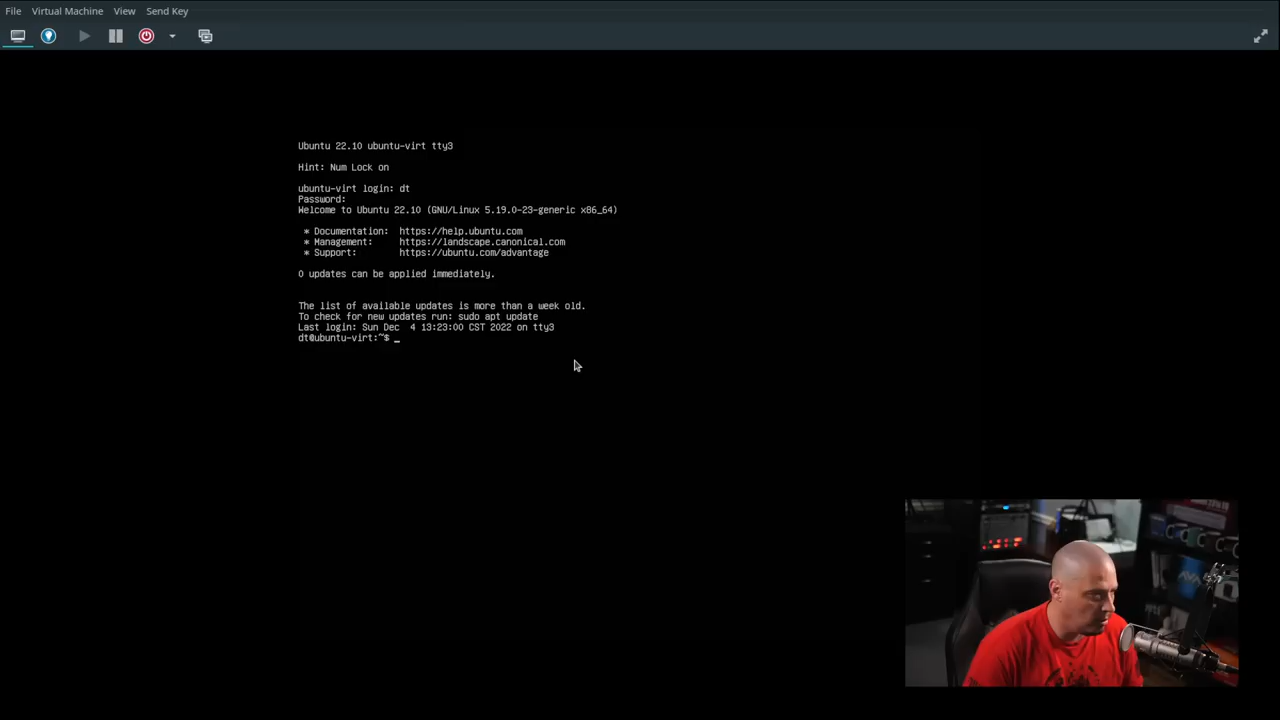 File Virtual Machine View Send Key
Ubuntu 22.10 ubuntu-virt tty3
Hint: Num Lock on
ubuntu-virt login: dt
Password:
Welcome to Ubuntu 22.10 (GNU/Linux 5.19.0-23-generic x86_64)
* Documentation: https://help.ubuntu.com
* Management: https://landscape.canonical.com
* Support: https://ubuntu.com/advantage
0 updates can be applied immediately.
The list of available updates is more than a week old.
To check for new updates run: sudo apt update
Last login: Sun Dec 4 13:23:00 CST 2022 on tty3
dt@ubuntu-virt:~$ _